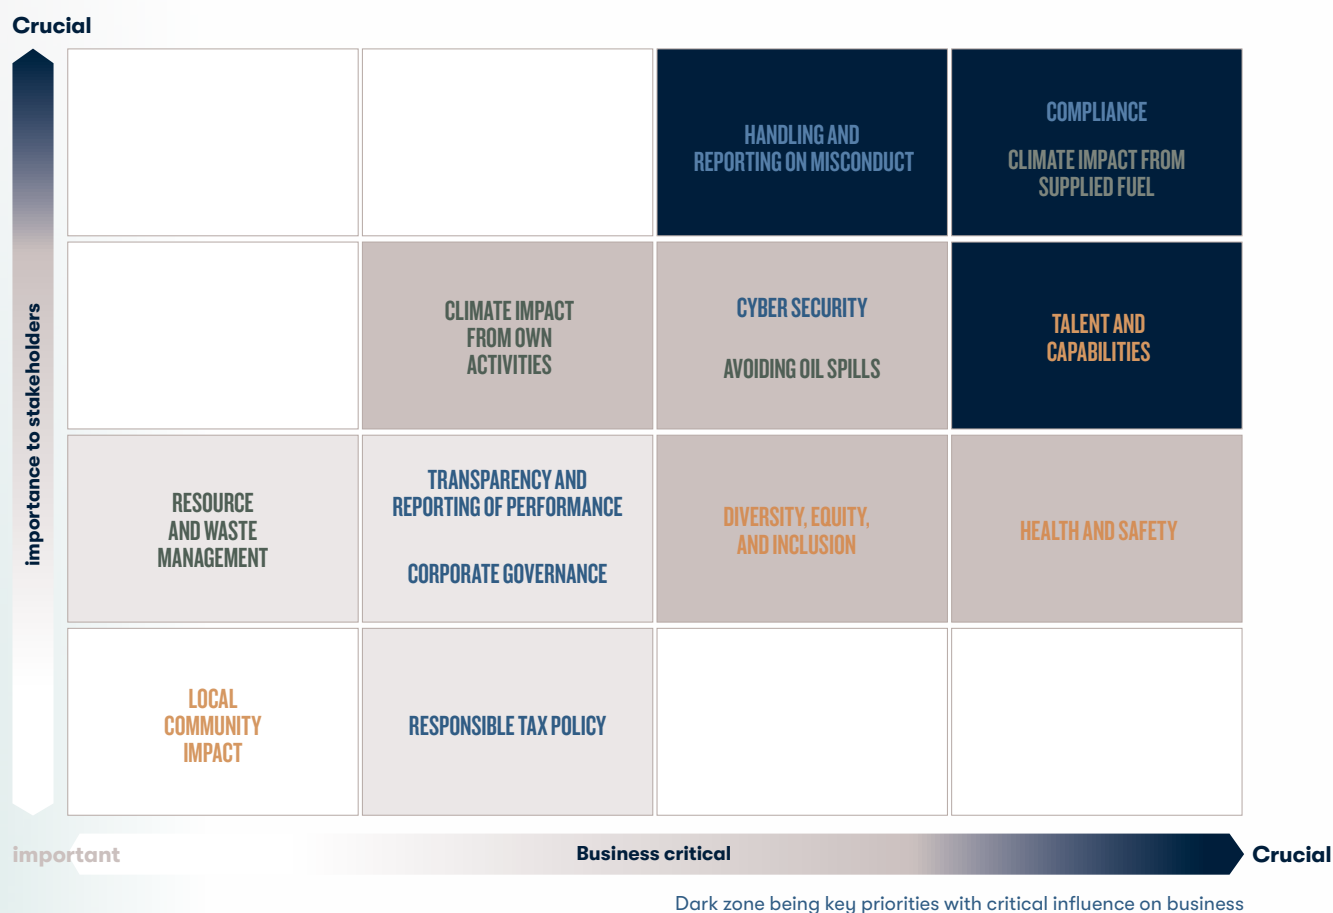 Crucial
importance to stakeholders
HANDLING AND
REPORTING ON MISCONDUCT
COMPLIANCE
CLIMATE IMPACT FROM
SUPPLIED FUEL
CLIMATE IMPACT
FROM OWN
ACTIVITIES
CYBER SECURITY
AVOIDING OIL SPILLS
TALENT AND
CAPABILITIES
RESOURCE
AND WASTE
MANAGEMENT
TRANSPARENCY AND
REPORTING OF PERFORMANCE
CORPORATE GOVERNANCE
DIVERSITY, EQUITY,
AND INCLUSION
HEALTH AND SAFETY
LOCAL
COMMUNITY
IMPACT
RESPONSIBLE TAX POLICY
important
Business critical
Crucial
Dark zone being key priorities with critical influence on business